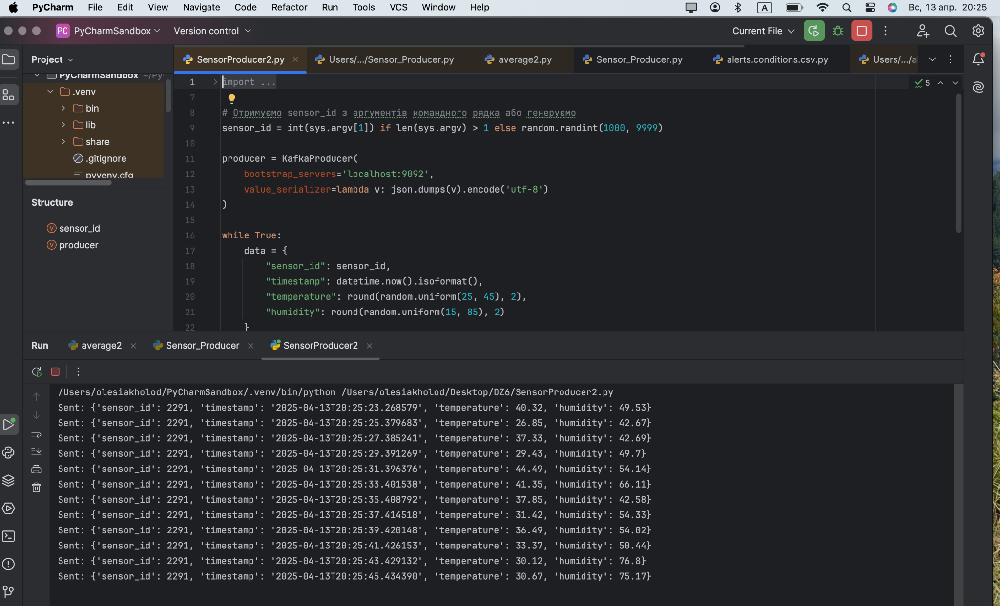 PyCharm File Edit View Navigate Code Refactor Run Tools VCS Window Help A Вс, 13 апр. 20:25
PC PyCharmSandbox Version control Current File
Project SensorProducer2.py Users/.../Sensor_Producer.py average2.py Sensor_Producer.py alerts.conditions.csv.py Users/.../al
PyCharmSandbox ~/Py
.venv
bin
lib
share
.gitignore
pyvenv.cfg
Structure
sensor_id
producer
1 import ... 5
7
8 # Отримуємо sensor_id з аргументів командного рядка або генеруємо
9 sensor_id = int(sys.argv[1]) if len(sys.argv) > 1 else random.randint(1000, 9999)
10
11 producer = KafkaProducer(
12 bootstrap_servers='localhost:9092',
13 value_serializer=lambda v: json.dumps(v).encode('utf-8')
14 )
15
16 while True:
17 data = {
18 "sensor_id": sensor_id,
19 "timestamp": datetime.now().isoformat(),
20 "temperature": round(random.uniform(25, 45), 2),
21 "humidity": round(random.uniform(15, 85), 2)
22 }
Run average2 Sensor_Producer SensorProducer2
/Users/olesiakholod/PyCharmSandbox/.venv/bin/python /Users/olesiakholod/Desktop/DZ6/SensorProducer2.py
Sent: {'sensor_id': 2291, 'timestamp': '2025-04-13T20:25:23.268579', 'temperature': 40.32, 'humidity': 49.53}
Sent: {'sensor_id': 2291, 'timestamp': '2025-04-13T20:25:25.379683', 'temperature': 26.85, 'humidity': 42.67}
Sent: {'sensor_id': 2291, 'timestamp': '2025-04-13T20:25:27.385241', 'temperature': 37.33, 'humidity': 42.69}
Sent: {'sensor_id': 2291, 'timestamp': '2025-04-13T20:25:29.391269', 'temperature': 29.43, 'humidity': 49.7}
Sent: {'sensor_id': 2291, 'timestamp': '2025-04-13T20:25:31.396376', 'temperature': 44.49, 'humidity': 54.14}
Sent: {'sensor_id': 2291, 'timestamp': '2025-04-13T20:25:33.401538', 'temperature': 41.35, 'humidity': 66.11}
Sent: {'sensor_id': 2291, 'timestamp': '2025-04-13T20:25:35.408792', 'temperature': 37.85, 'humidity': 42.58}
Sent: {'sensor_id': 2291, 'timestamp': '2025-04-13T20:25:37.414518', 'temperature': 31.42, 'humidity': 54.33}
Sent: {'sensor_id': 2291, 'timestamp': '2025-04-13T20:25:39.420148', 'temperature': 36.49, 'humidity': 54.02}
Sent: {'sensor_id': 2291, 'timestamp': '2025-04-13T20:25:41.426153', 'temperature': 33.37, 'humidity': 50.44}
Sent: {'sensor_id': 2291, 'timestamp': '2025-04-13T20:25:43.429132', 'temperature': 30.12, 'humidity': 76.8}
Sent: {'sensor_id': 2291, 'timestamp': '2025-04-13T20:25:45.434390', 'temperature': 30.67, 'humidity': 75.17}